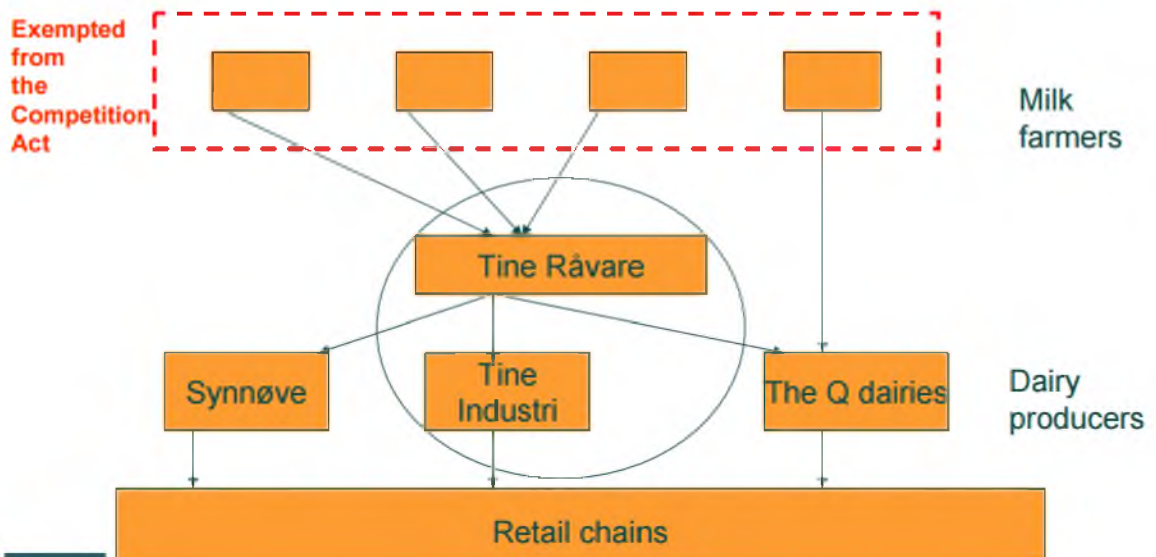 Exempted
from
the
Competition
Act
Milk
farmers
Tine Råvare
Synnøve
Tine
Industri
The Q dairies
Dairy
producers
Retail chains